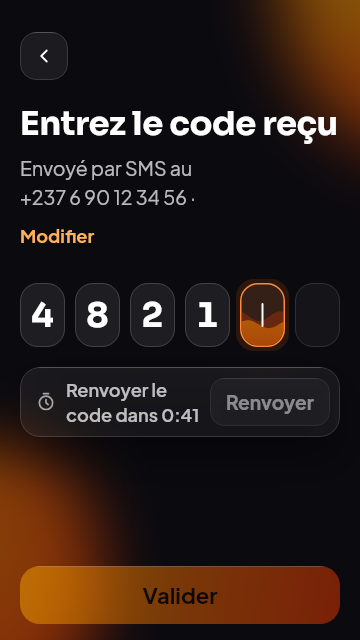 Entrez le code reçu
Envoyé par SMS au
+237 6 90 12 34 56 ·
Modifier
4 8 2 1
Renvoyer le
code dans 0:41
Renvoyer
Valider